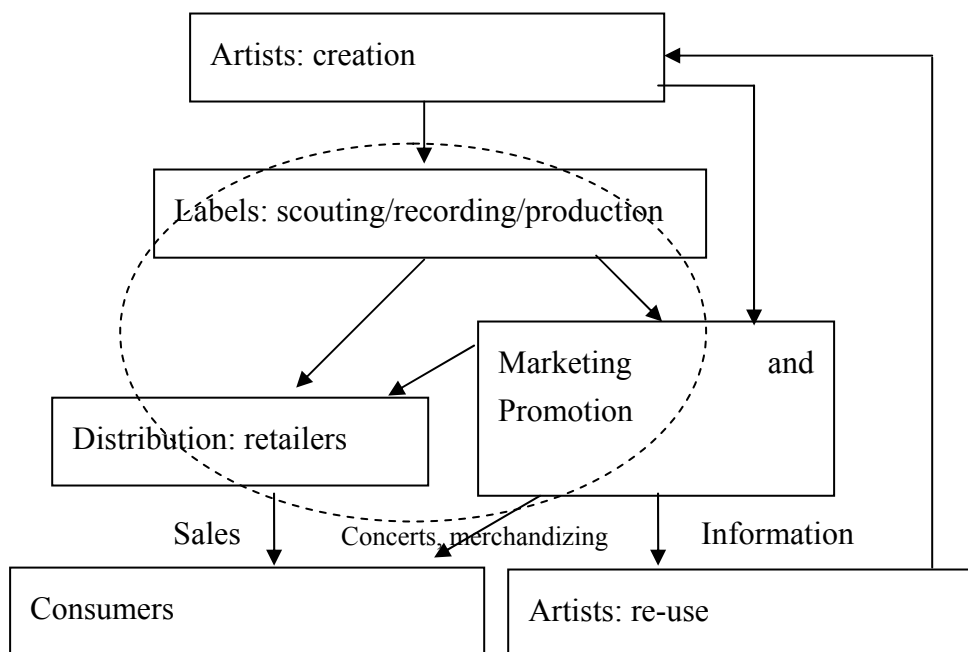 Artists: creation
Labels: scouting/recording/production
Marketing and
Promotion
Distribution: retailers
Sales
Concerts, merchandizing
Information
Consumers
Artists: re-use